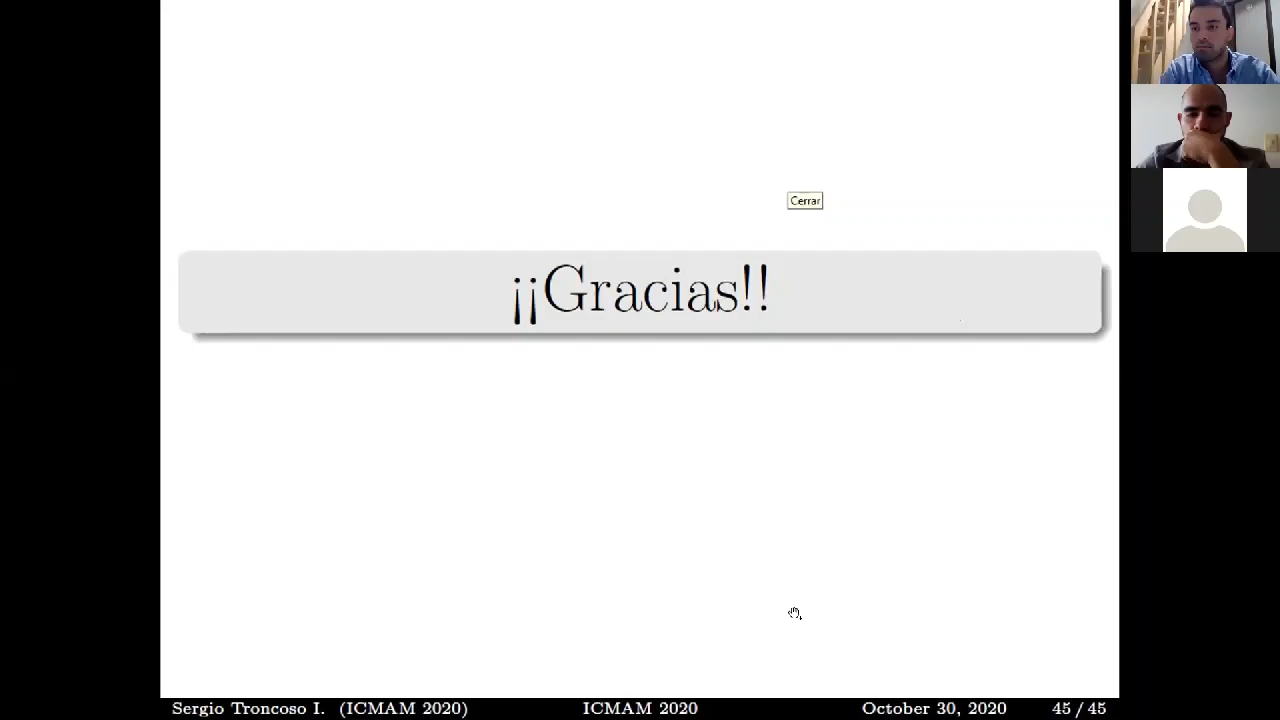 Cerrar
¡¡Gracias!!
Sergio Troncoso I. (ICMAM 2020) ICMAM 2020 October 30, 2020 45 / 45